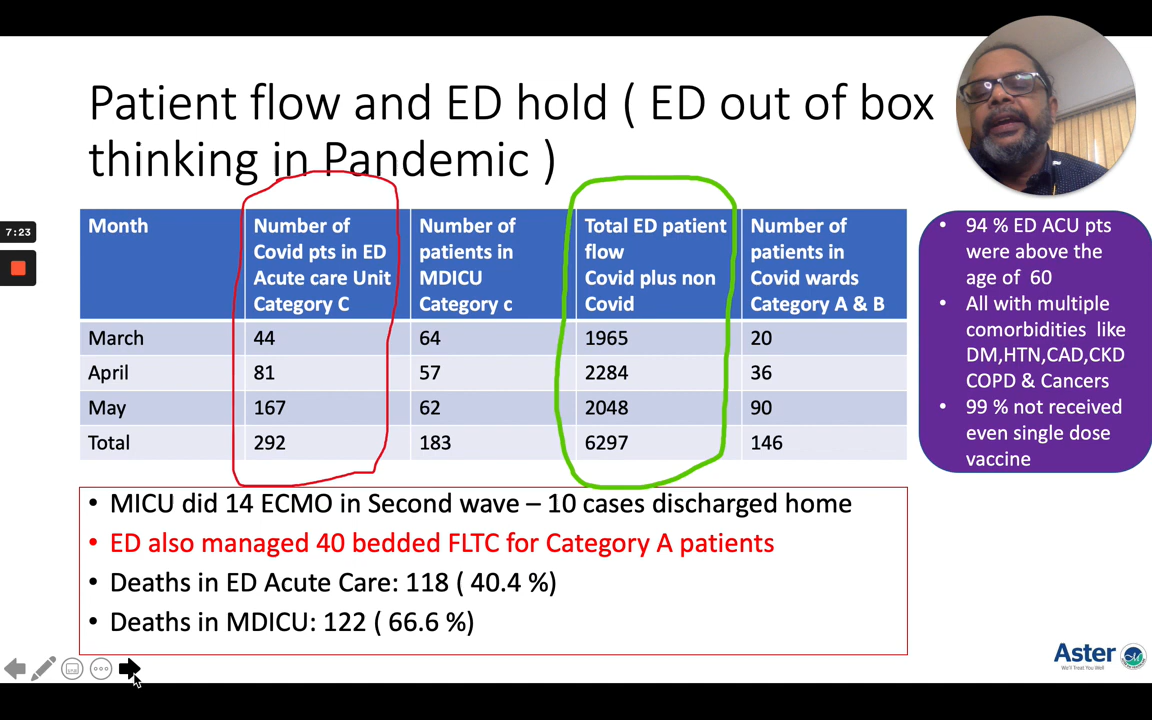 Patient flow and ED hold ( ED out of box
thinking in Pandemic )
7:23
Month
Number of
Covid pts in ED
Acute care Unit
Category C
Number of
patients in
MDICU
Category c
Total ED patient
flow
Covid plus non
Covid
Number of
patients in
Covid wards
Category A & B
March 44 64 1965 20
April 81 57 2284 36
May 167 62 2048 90
Total 292 183 6297 146
• 94 % ED ACU pts
were above the
age of 60
• All with multiple
comorbidities like
DM,HTN,CAD,CKD
COPD & Cancers
• 99 % not received
even single dose
vaccine
• MICU did 14 ECMO in Second wave – 10 cases discharged home
• ED also managed 40 bedded FLTC for Category A patients
• Deaths in ED Acute Care: 118 ( 40.4 %)
• Deaths in MDICU: 122 ( 66.6 %)
Aster
We'll Treat You Well